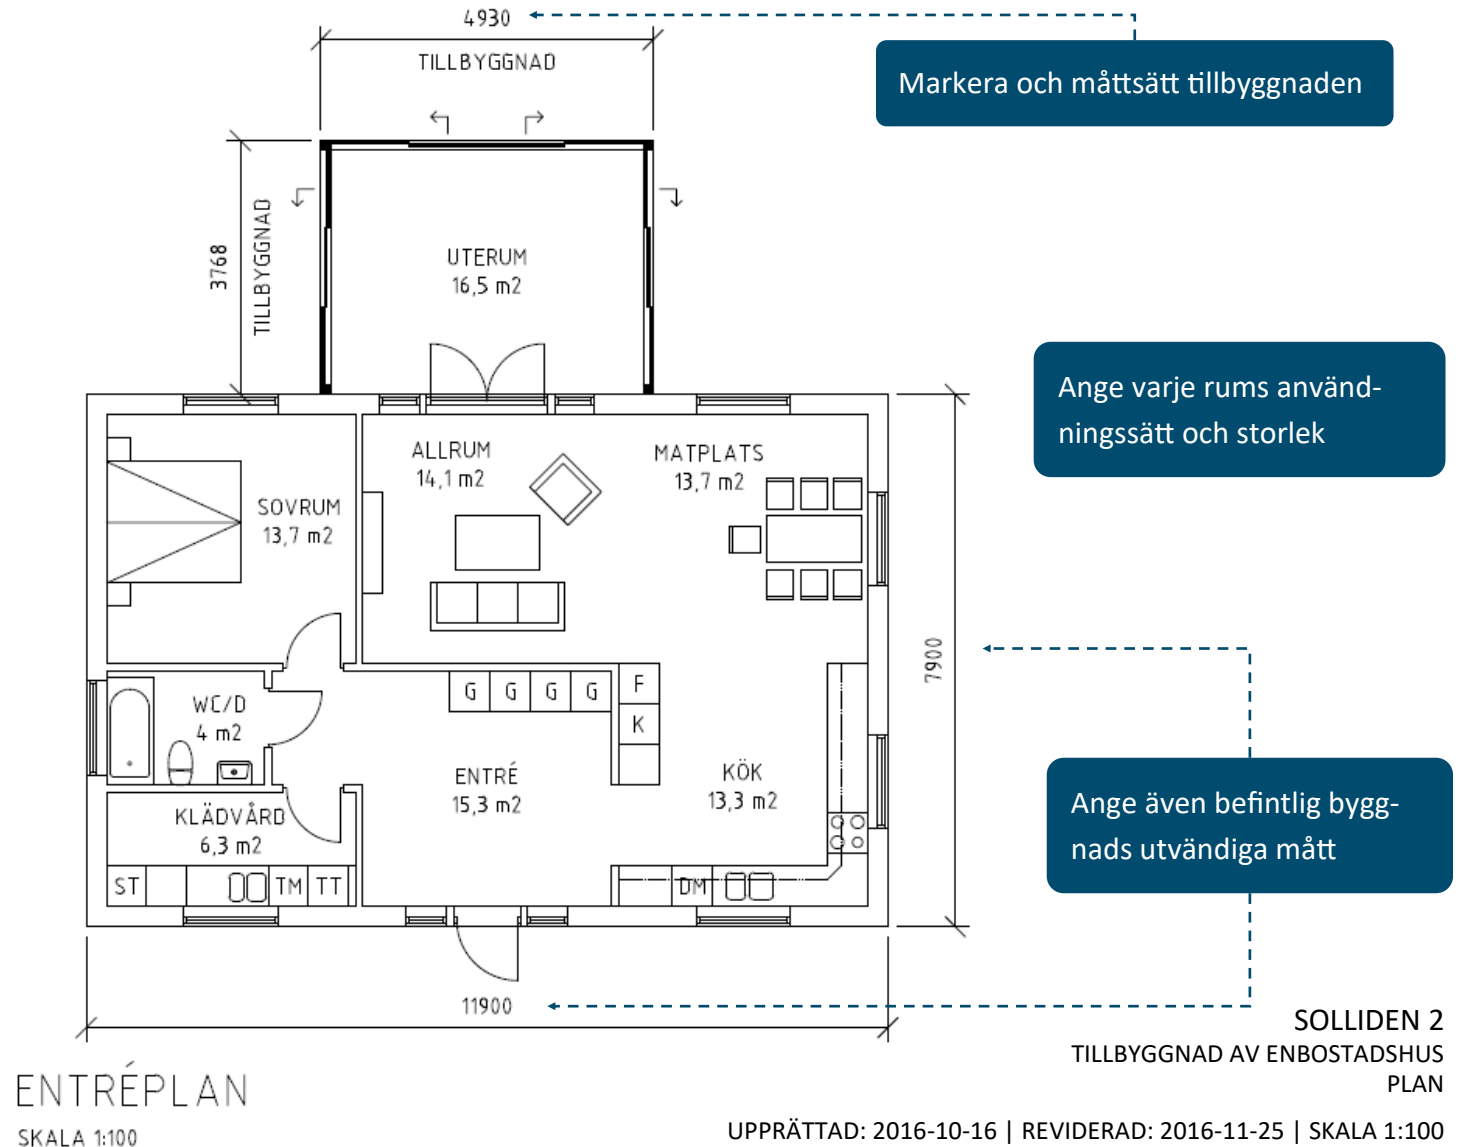 4930
TILLBYGGNAD
Markera och måttsätt tillbyggnaden
3768
TILLBYGGNAD
UTERUM
16,5 m2
Ange varje rums använd-
ningssätt och storlek
ALLRUM
14,1 m2
MATPLATS
13,7 m2
SOVRUM
13,7 m2
7900
WC/D
4 m2
G G G G
F
K
ENTRÉ
15,3 m2
KÖK
13,3 m2
KLÄDVÅRD
6,3 m2
Ange även befintlig bygg-
nads utvändiga mått
ST TM TT
DM
11900
SOLLIDEN 2
TILLBYGGNAD AV ENBOSTADSHUS
PLAN
ENTRÉPLAN
SKALA 1:100
UPPRÄTTAD: 2016-10-16 | REVIDERAD: 2016-11-25 | SKALA 1:100